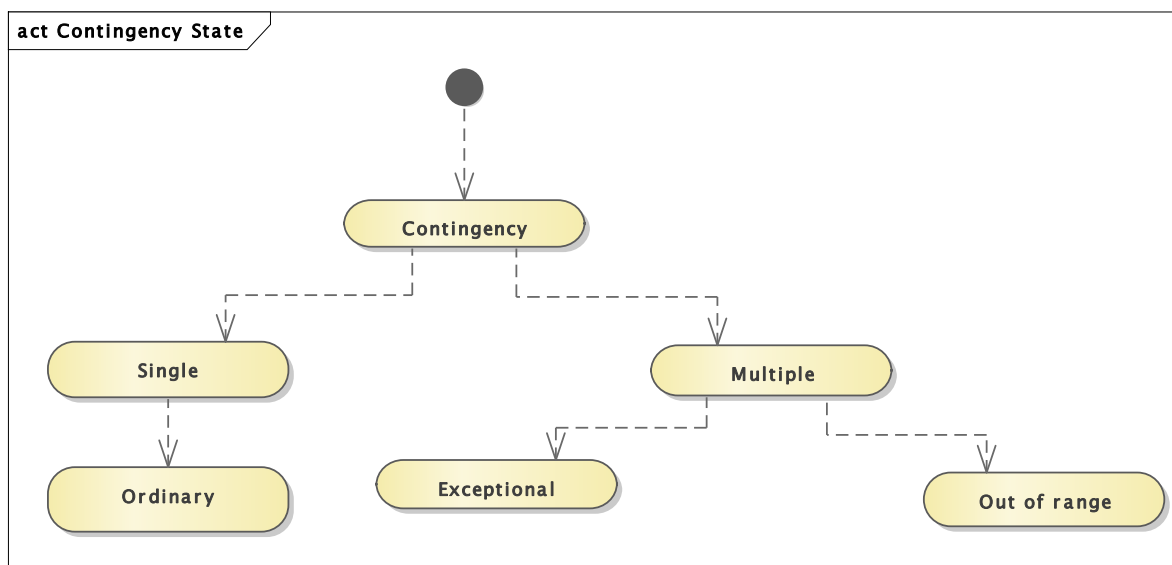 act Contingency State
Contingency
Single
Multiple
Ordinary
Exceptional
Out of range